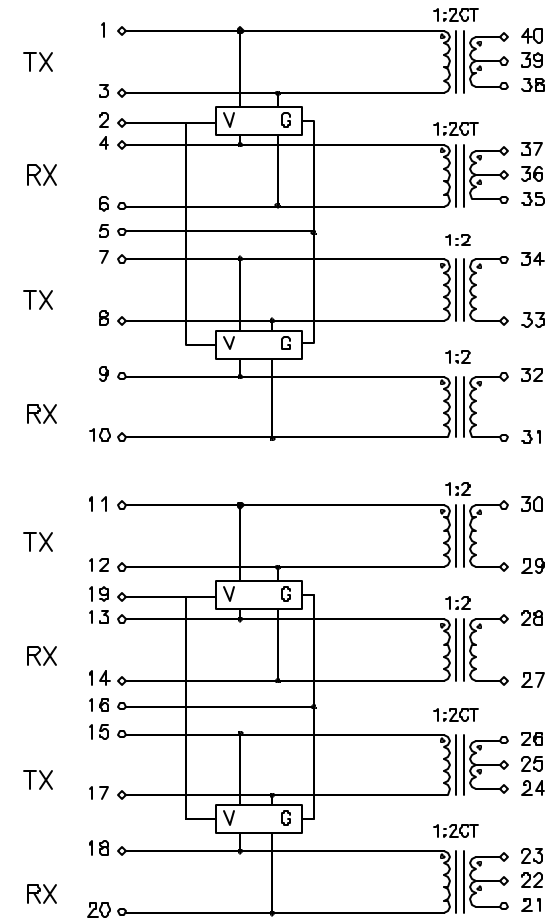 1:2CT
1 40
TX 39
3 38
2 V G 1:2CT
4 37
RX 36
6 35
5 1:2
7 34
TX
8 33
V G 1:2
9 32
RX
10 31
1:2
11 30
TX
12 29
19 V G 1:2
13 28
RX
14 27
16 1:2CT
15 26
TX 25
17 24
V G 1:2CT
18 23
RX 22
20 21